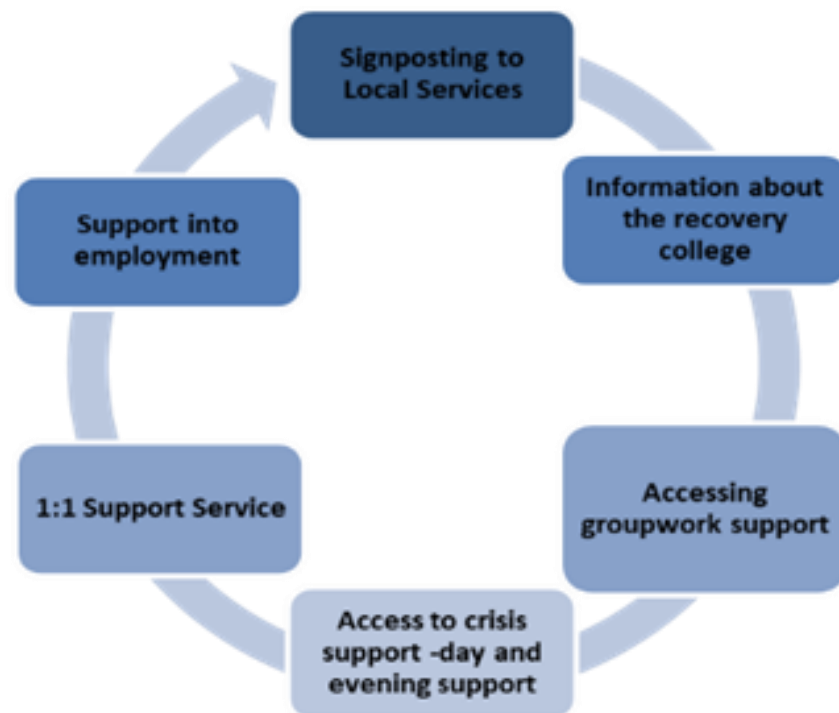 Signposting to
Local Services
Information about
the recovery
college
Accessing
groupwork support
Access to crisis
support -day and
evening support
1:1 Support Service
Support into
employment